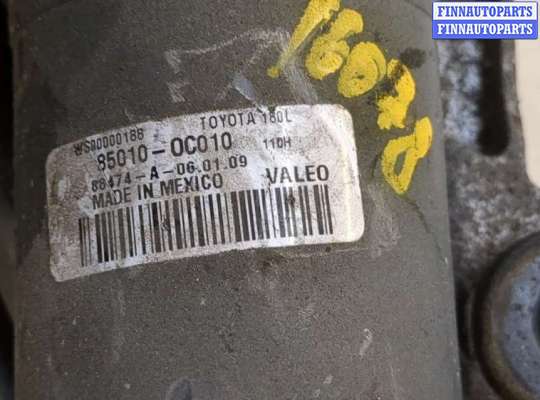 FINNAUTOPARTS
FINNAUTOPARTS
WS00000188 TOYOTA 180L
85010-0C010 110H
88474-A-06.01.09
MADE IN MEXICO VALEO